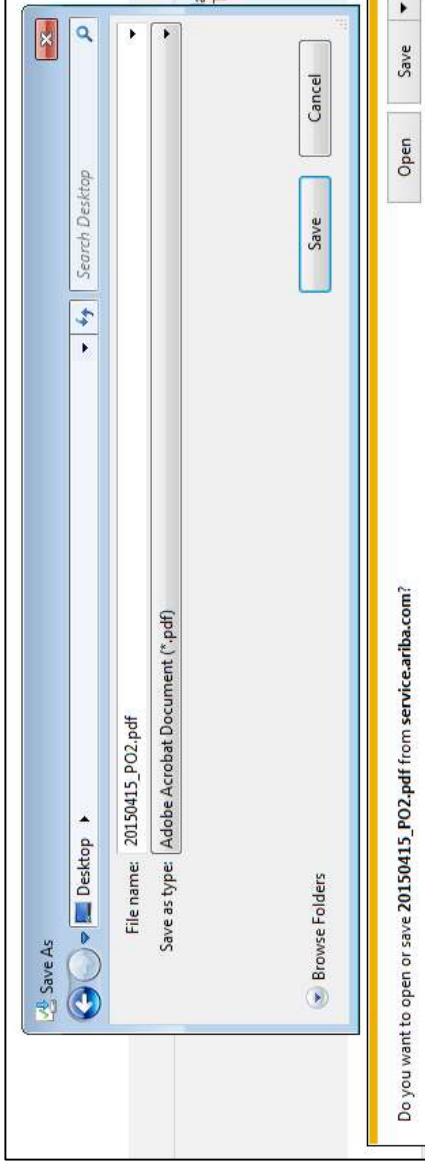 Save As
Desktop
Search Desktop
File name: 20150415_PO2.pdf
Save as type: Adobe Acrobat Document (*.pdf)
Browse Folders
Save
Cancel
Do you want to open or save 20150415_PO2.pdf from service.ariba.com?
Open
Save